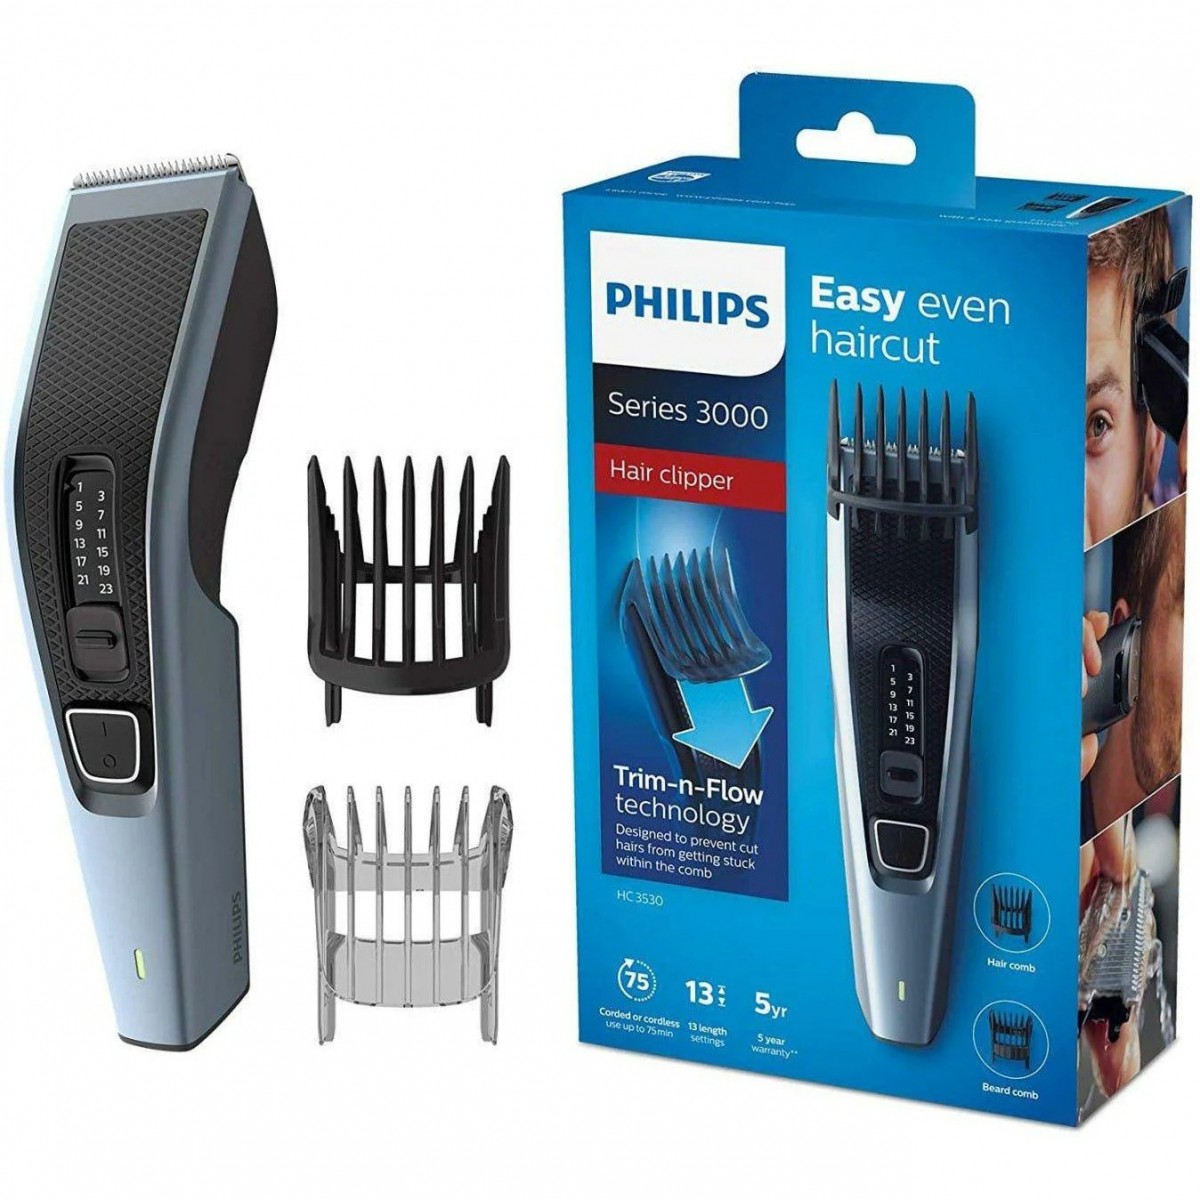 1 3
5 7
9 11
13 15
17 19
21 23
PHILIPS
PHILIPS
Series 3000
Hair clipper
Easy even
haircut
Trim-n-Flow
technology
Designed to prevent cut
hairs from getting stuck
within the comb
HC3530
1 3
5 7
9 11
13 15
17 19
21 23
75
Corded or cordless
use up to 75min
13
13 length
settings
5yr
5 year
warranty**
Hair comb
Beard comb